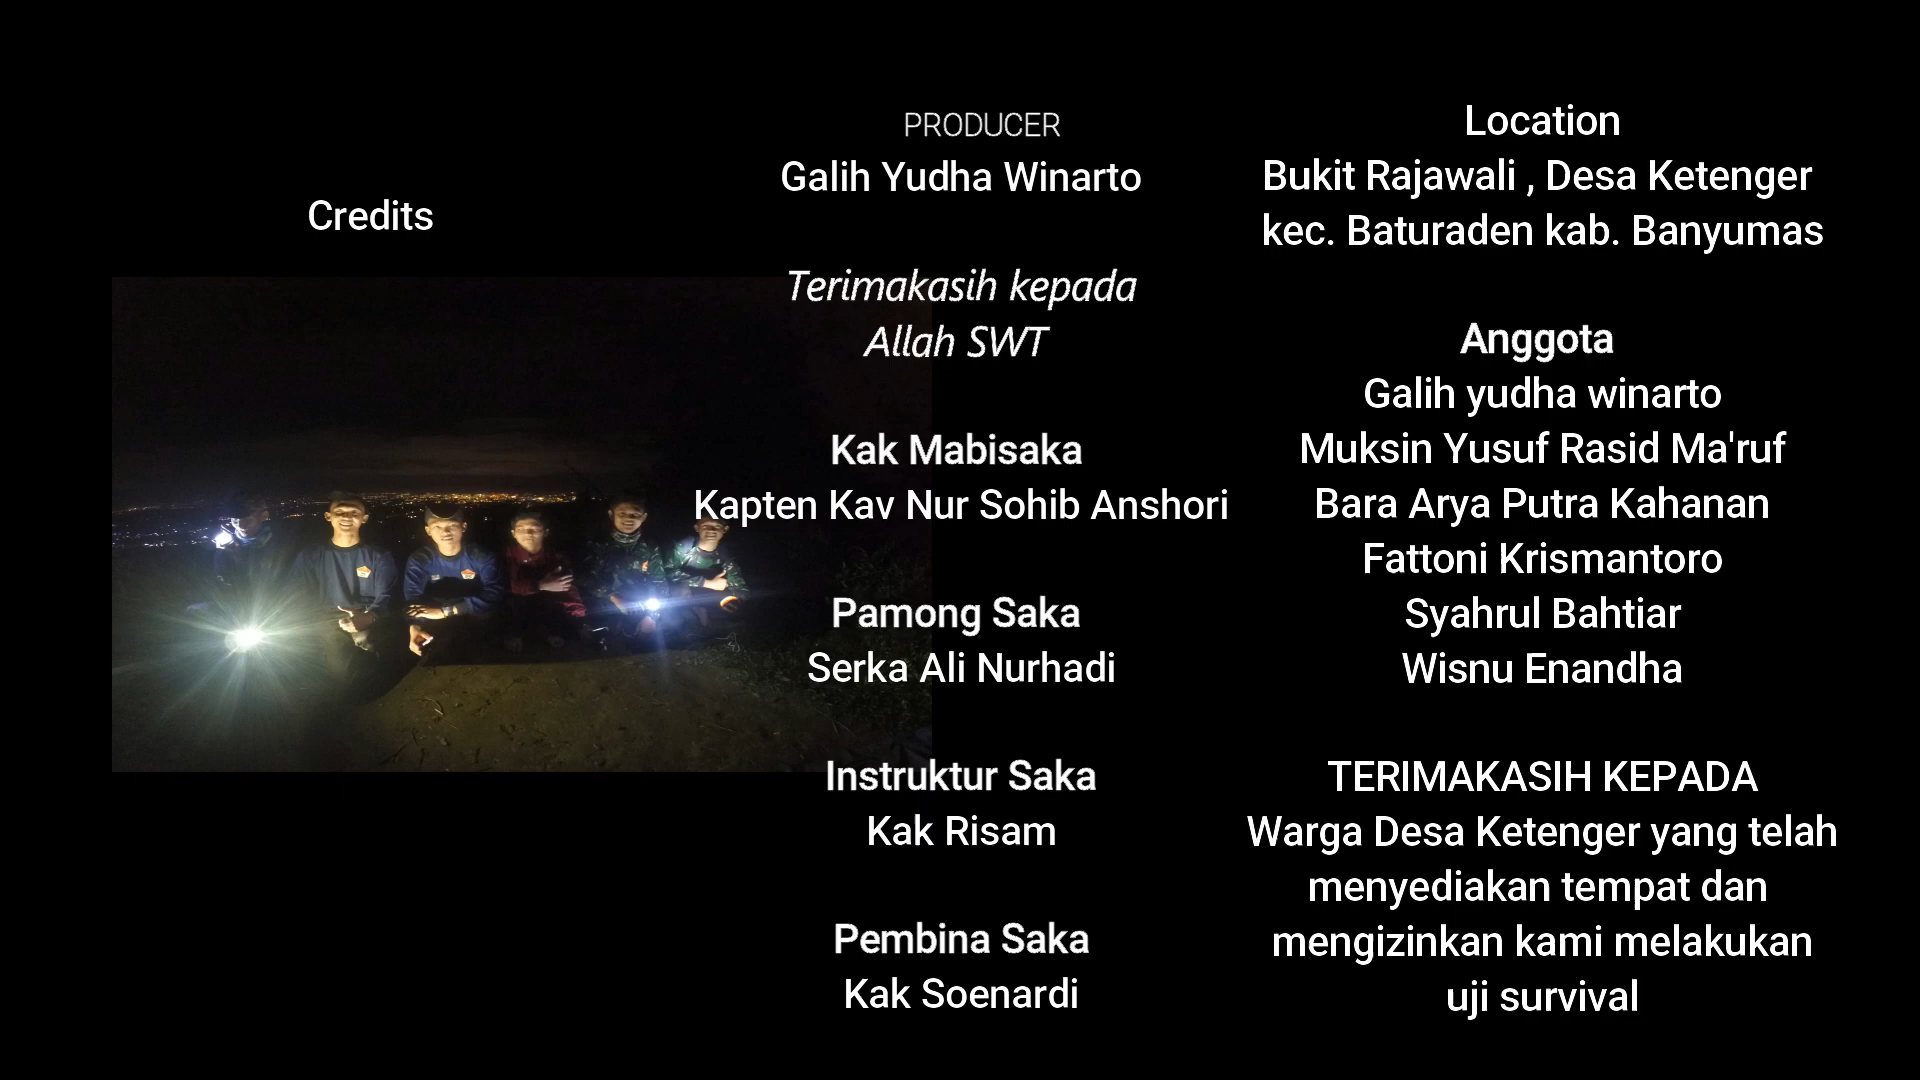 Credits
PRODUCER
Galih Yudha Winarto
Terimakasih kepada
Allah SWT
Kak Mabisaka
Kapten Kav Nur Sohib Anshori
Pamong Saka
Serka Ali Nurhadi
Instruktur Saka
Kak Risam
Pembina Saka
Kak Soenardi
Location
Bukit Rajawali , Desa Ketenger
kec. Baturaden kab. Banyumas
Anggota
Galih yudha winarto
Muksin Yusuf Rasid Ma'ruf
Bara Arya Putra Kahanan
Fattoni Krismantoro
Syahrul Bahtiar
Wisnu Enandha
TERIMAKASIH KEPADA
Warga Desa Ketenger yang telah
menyediakan tempat dan
mengizinkan kami melakukan
uji survival